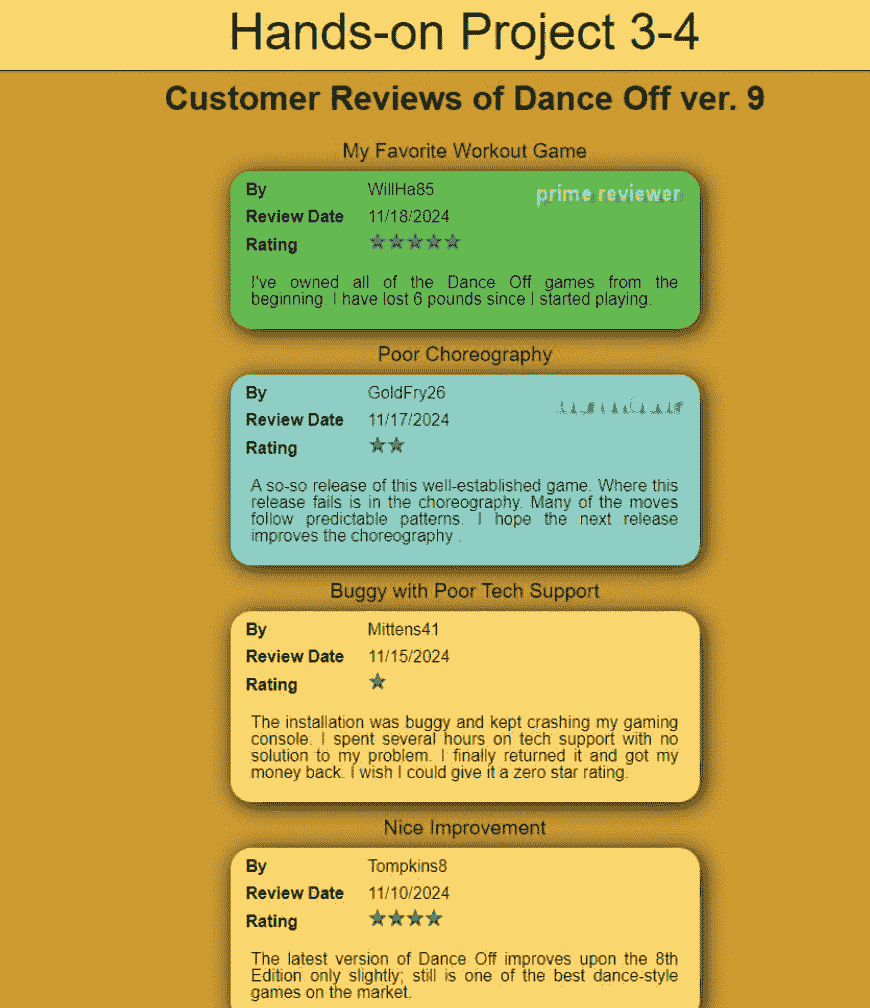 Hands-on Project 3-4
Customer Reviews of Dance Off ver. 9
My Favorite Workout Game
By WillHa85 prime reviewer
Review Date 11/18/2024
Rating ★★★★★
I've owned all of the Dance Off games from the
beginning. I have lost 6 pounds since I started playing.
Poor Choreography
By GoldFry26
Review Date 11/17/2024
Rating ★★
A so-so release of this well-established game. Where this
release fails is in the choreography. Many of the moves
follow predictable patterns. I hope the next release
improves the choreography .
Buggy with Poor Tech Support
By Mittens41
Review Date 11/15/2024
Rating ★
The installation was buggy and kept crashing my gaming
console. I spent several hours on tech support with no
solution to my problem. I finally returned it and got my
money back. I wish I could give it a zero star rating.
Nice Improvement
By Tompkins8
Review Date 11/10/2024
Rating ★★★★
The latest version of Dance Off improves upon the 8th
Edition only slightly; still is one of the best dance-style
games on the market.